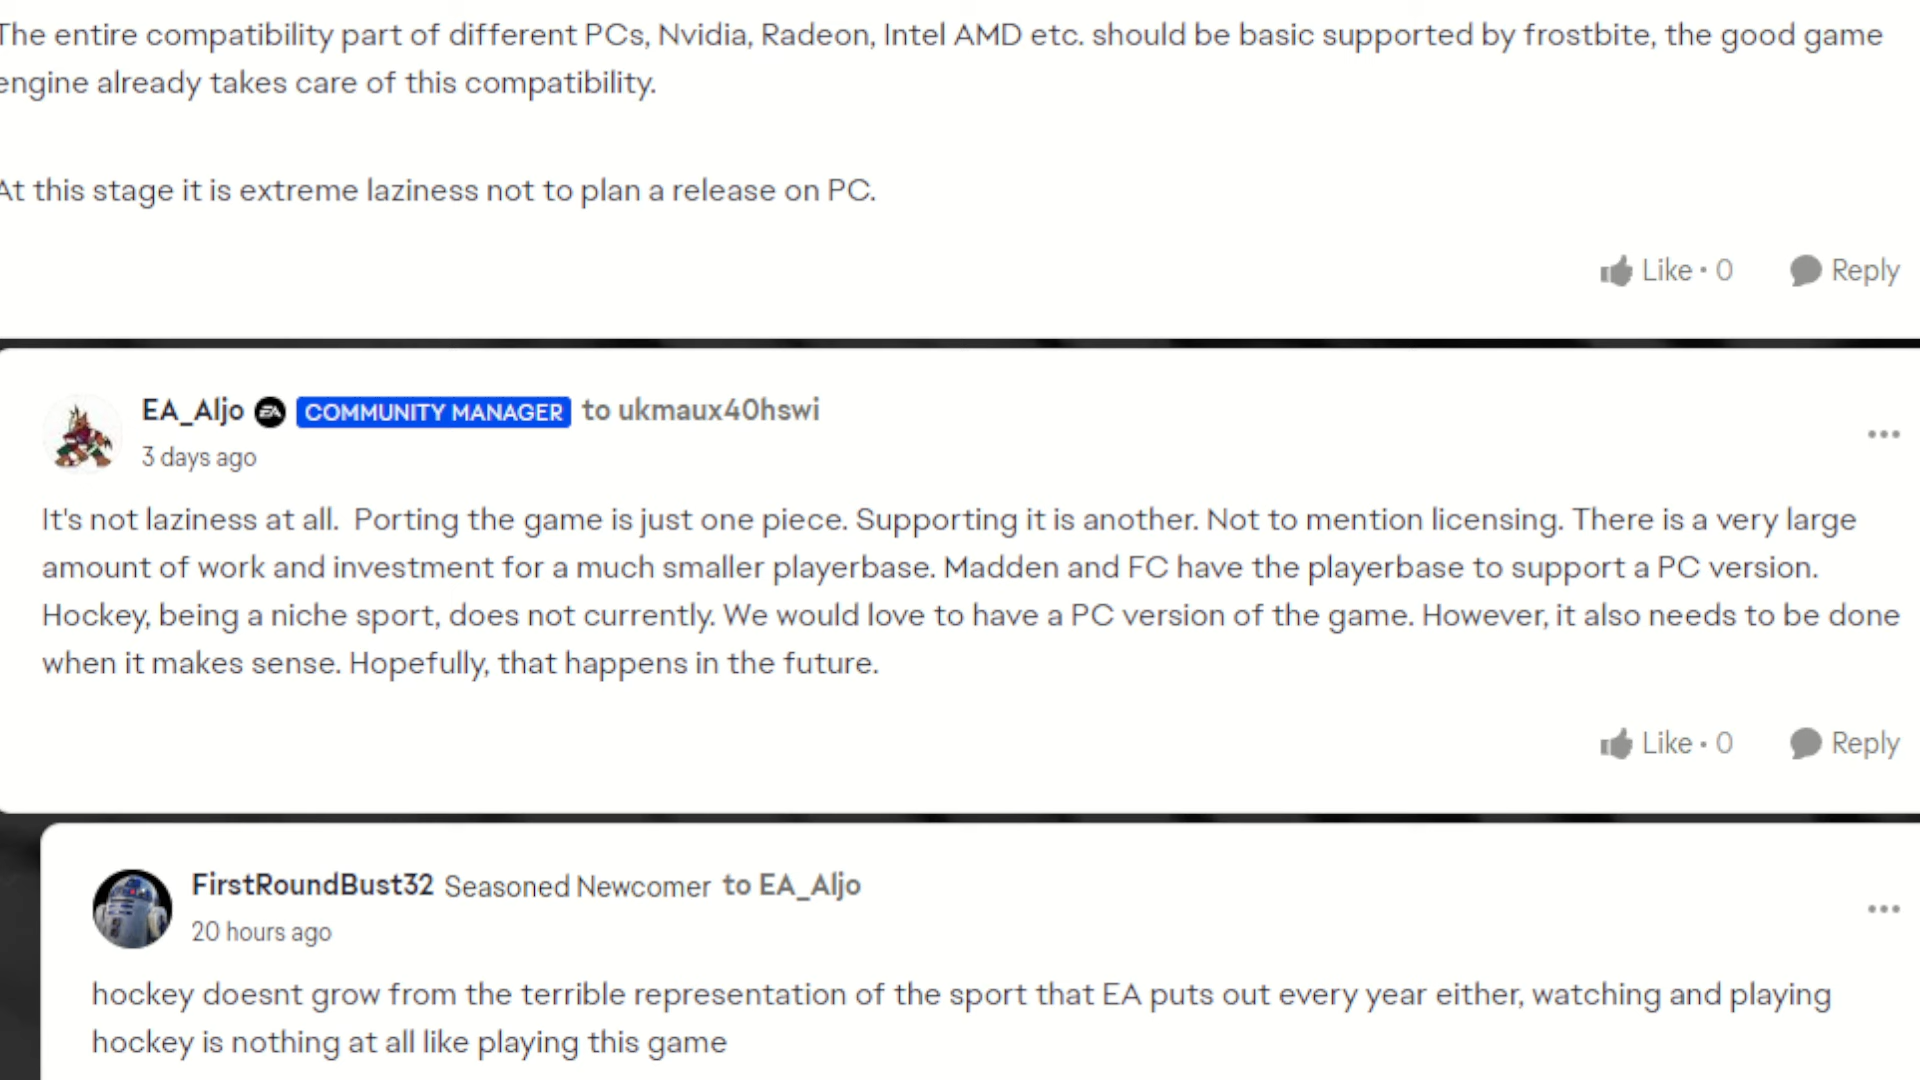 The entire compatibility part of different PCs, Nvidia, Radeon, Intel AMD etc. should be basic supported by frostbite, the good game
engine already takes care of this compatibility.
At this stage it is extreme laziness not to plan a release on PC.
Like • 0 Reply
EA_Aljo EA COMMUNITY MANAGER to ukmaux40hswi
3 days ago
It's not laziness at all.  Porting the game is just one piece. Supporting it is another. Not to mention licensing. There is a very large
amount of work and investment for a much smaller playerbase. Madden and FC have the playerbase to support a PC version.
Hockey, being a niche sport, does not currently. We would love to have a PC version of the game. However, it also needs to be done
when it makes sense. Hopefully, that happens in the future.
Like • 0 Reply
FirstRoundBust32 Seasoned Newcomer to EA_Aljo
20 hours ago
hockey doesnt grow from the terrible representation of the sport that EA puts out every year either, watching and playing
hockey is nothing at all like playing this game